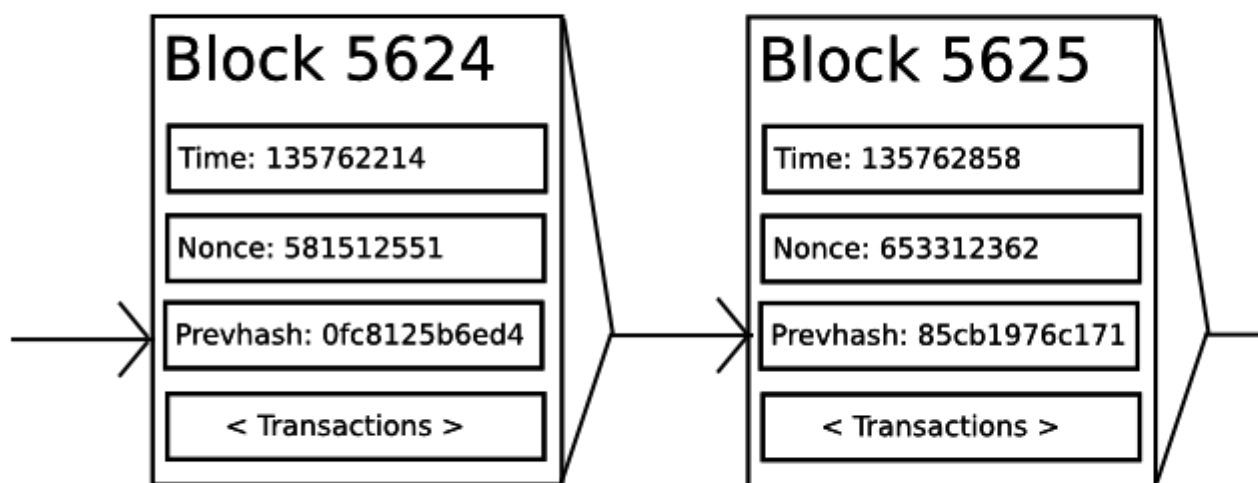 Block 5624
Time: 135762214
Nonce: 581512551
Prevhash: 0fc8125b6ed4
< Transactions >
Block 5625
Time: 135762858
Nonce: 653312362
Prevhash: 85cb1976c171
< Transactions >